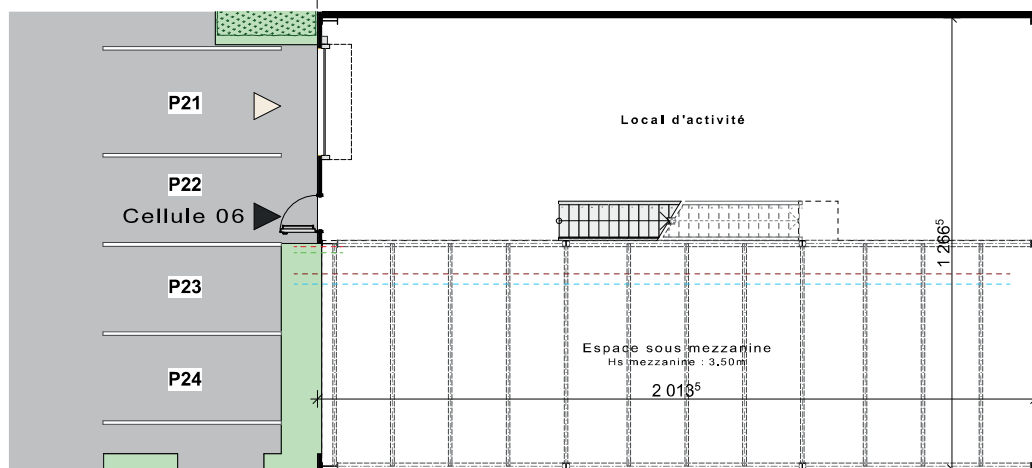 P21
Local d'activité
P22
Cellule 06
1 266⁵
P23
P24
Espace sous mezzanine
Hs mezzanine : 3,50m
2 013⁵